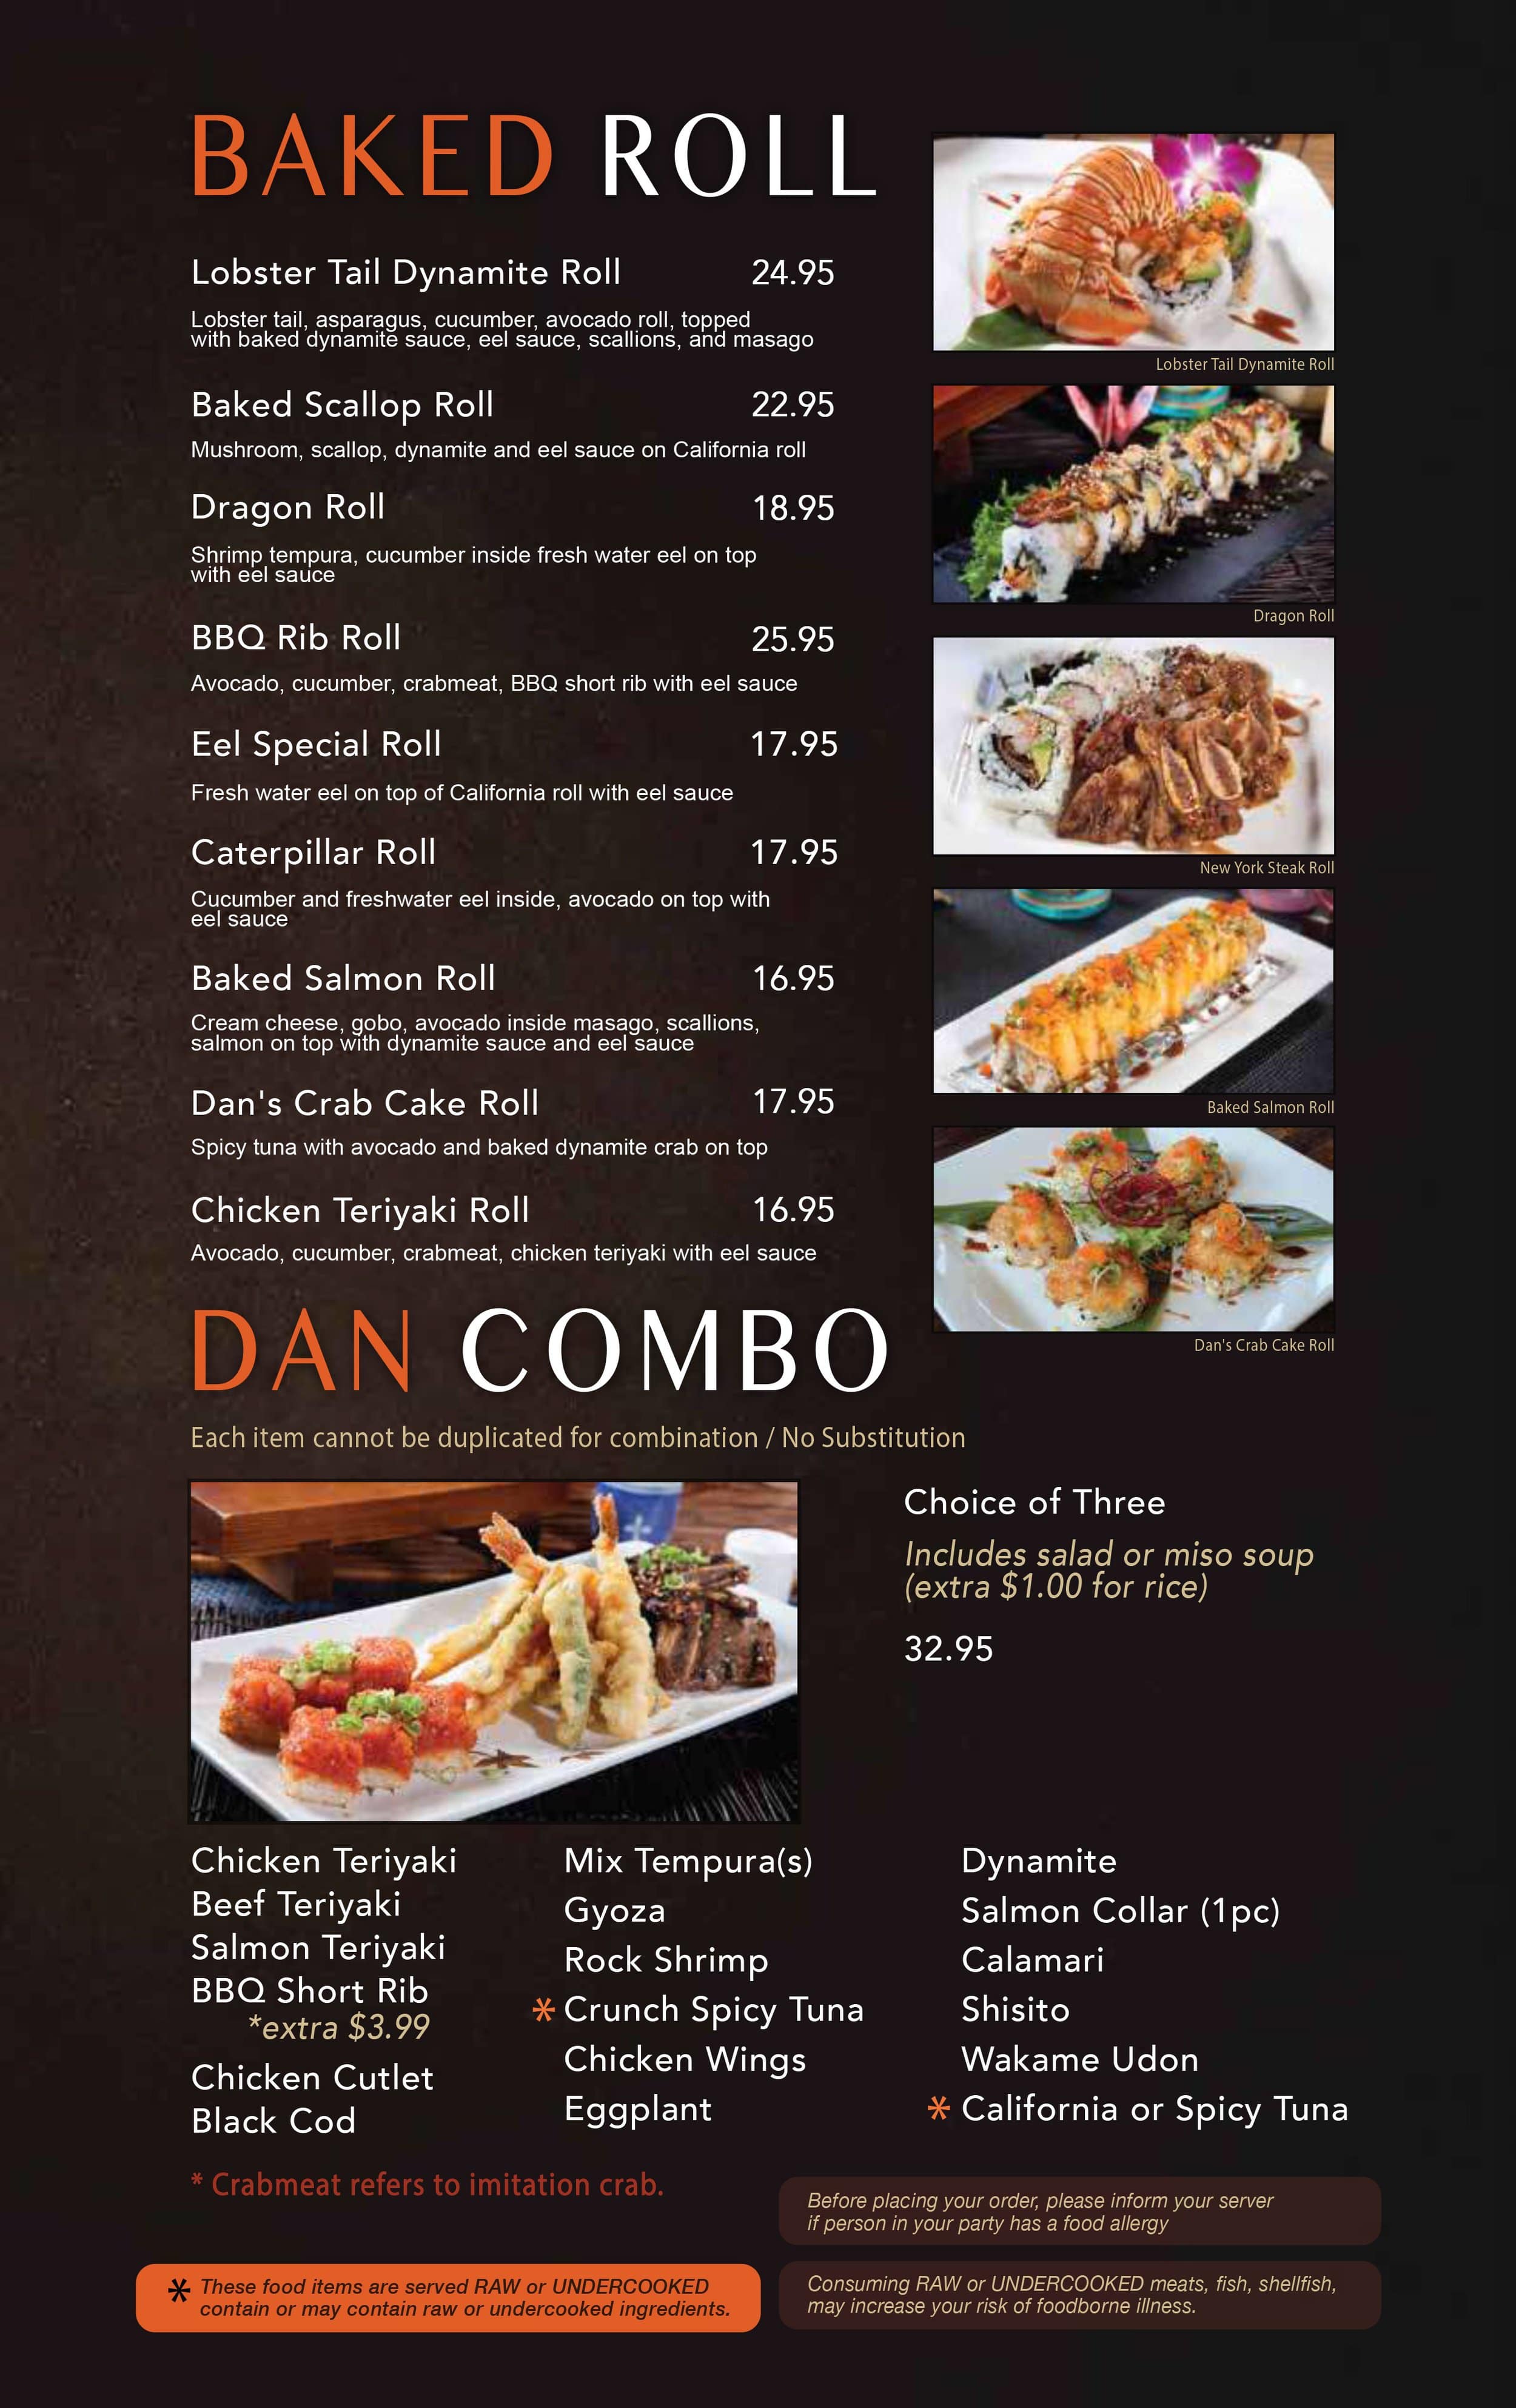 BAKED ROLL
Lobster Tail Dynamite Roll 24.95
Lobster tail, asparagus, cucumber, avocado roll, topped
with baked dynamite sauce, eel sauce, scallions, and masago
Baked Scallop Roll 22.95
Mushroom, scallop, dynamite and eel sauce on California roll
Dragon Roll 18.95
Shrimp tempura, cucumber inside fresh water eel on top
with eel sauce
BBQ Rib Roll 25.95
Avocado, cucumber, crabmeat, BBQ short rib with eel sauce
Eel Special Roll 17.95
Fresh water eel on top of California roll with eel sauce
Caterpillar Roll 17.95
Cucumber and freshwater eel inside, avocado on top with
eel sauce
Baked Salmon Roll 16.95
Cream cheese, gobo, avocado inside masago, scallions,
salmon on top with dynamite sauce and eel sauce
Dan's Crab Cake Roll 17.95
Spicy tuna with avocado and baked dynamite crab on top
Chicken Teriyaki Roll 16.95
Avocado, cucumber, crabmeat, chicken teriyaki with eel sauce
Lobster Tail Dynamite Roll
Dragon Roll
New York Steak Roll
Baked Salmon Roll
Dan's Crab Cake Roll
DAN COMBO
Each item cannot be duplicated for combination / No Substitution
Choice of Three
Includes salad or miso soup
(extra $1.00 for rice)
32.95
Chicken Teriyaki
Beef Teriyaki
Salmon Teriyaki
BBQ Short Rib
*extra $3.99
Chicken Cutlet
Black Cod
Mix Tempura(s)
Gyoza
Rock Shrimp
* Crunch Spicy Tuna
Chicken Wings
Eggplant
Dynamite
Salmon Collar (1pc)
Calamari
Shisito
Wakame Udon
* California or Spicy Tuna
* Crabmeat refers to imitation crab.
Before placing your order, please inform your server
if person in your party has a food allergy
* These food items are served RAW or UNDERCOOKED
contain or may contain raw or undercooked ingredients.
Consuming RAW or UNDERCOOKED meats, fish, shellfish,
may increase your risk of foodborne illness.